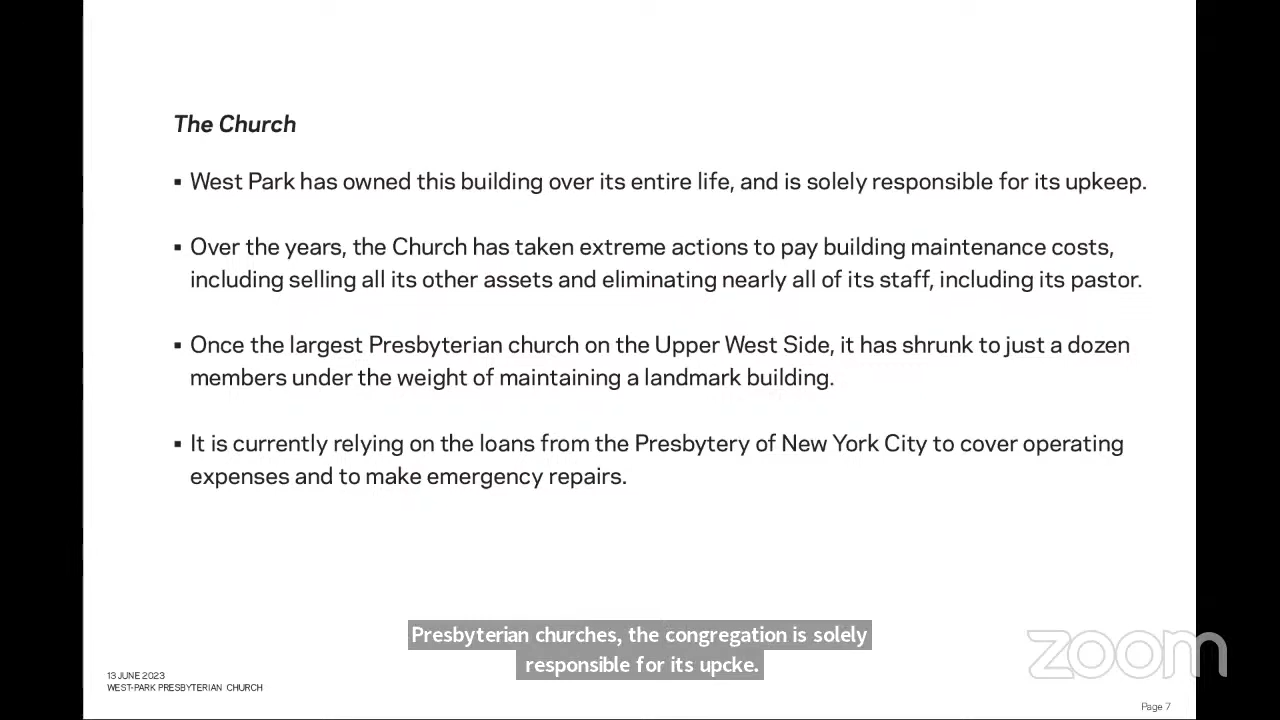 The Church
▪ West Park has owned this building over its entire life, and is solely responsible for its upkeep.
▪ Over the years, the Church has taken extreme actions to pay building maintenance costs,
including selling all its other assets and eliminating nearly all of its staff, including its pastor.
▪ Once the largest Presbyterian church on the Upper West Side, it has shrunk to just a dozen
members under the weight of maintaining a landmark building.
▪ It is currently relying on the loans from the Presbytery of New York City to cover operating
expenses and to make emergency repairs.
Presbyterian churches, the congregation is solely
responsible for its upcke.
zoom
13 JUNE 2023
WEST-PARK PRESBYTERIAN CHURCH
Page 7